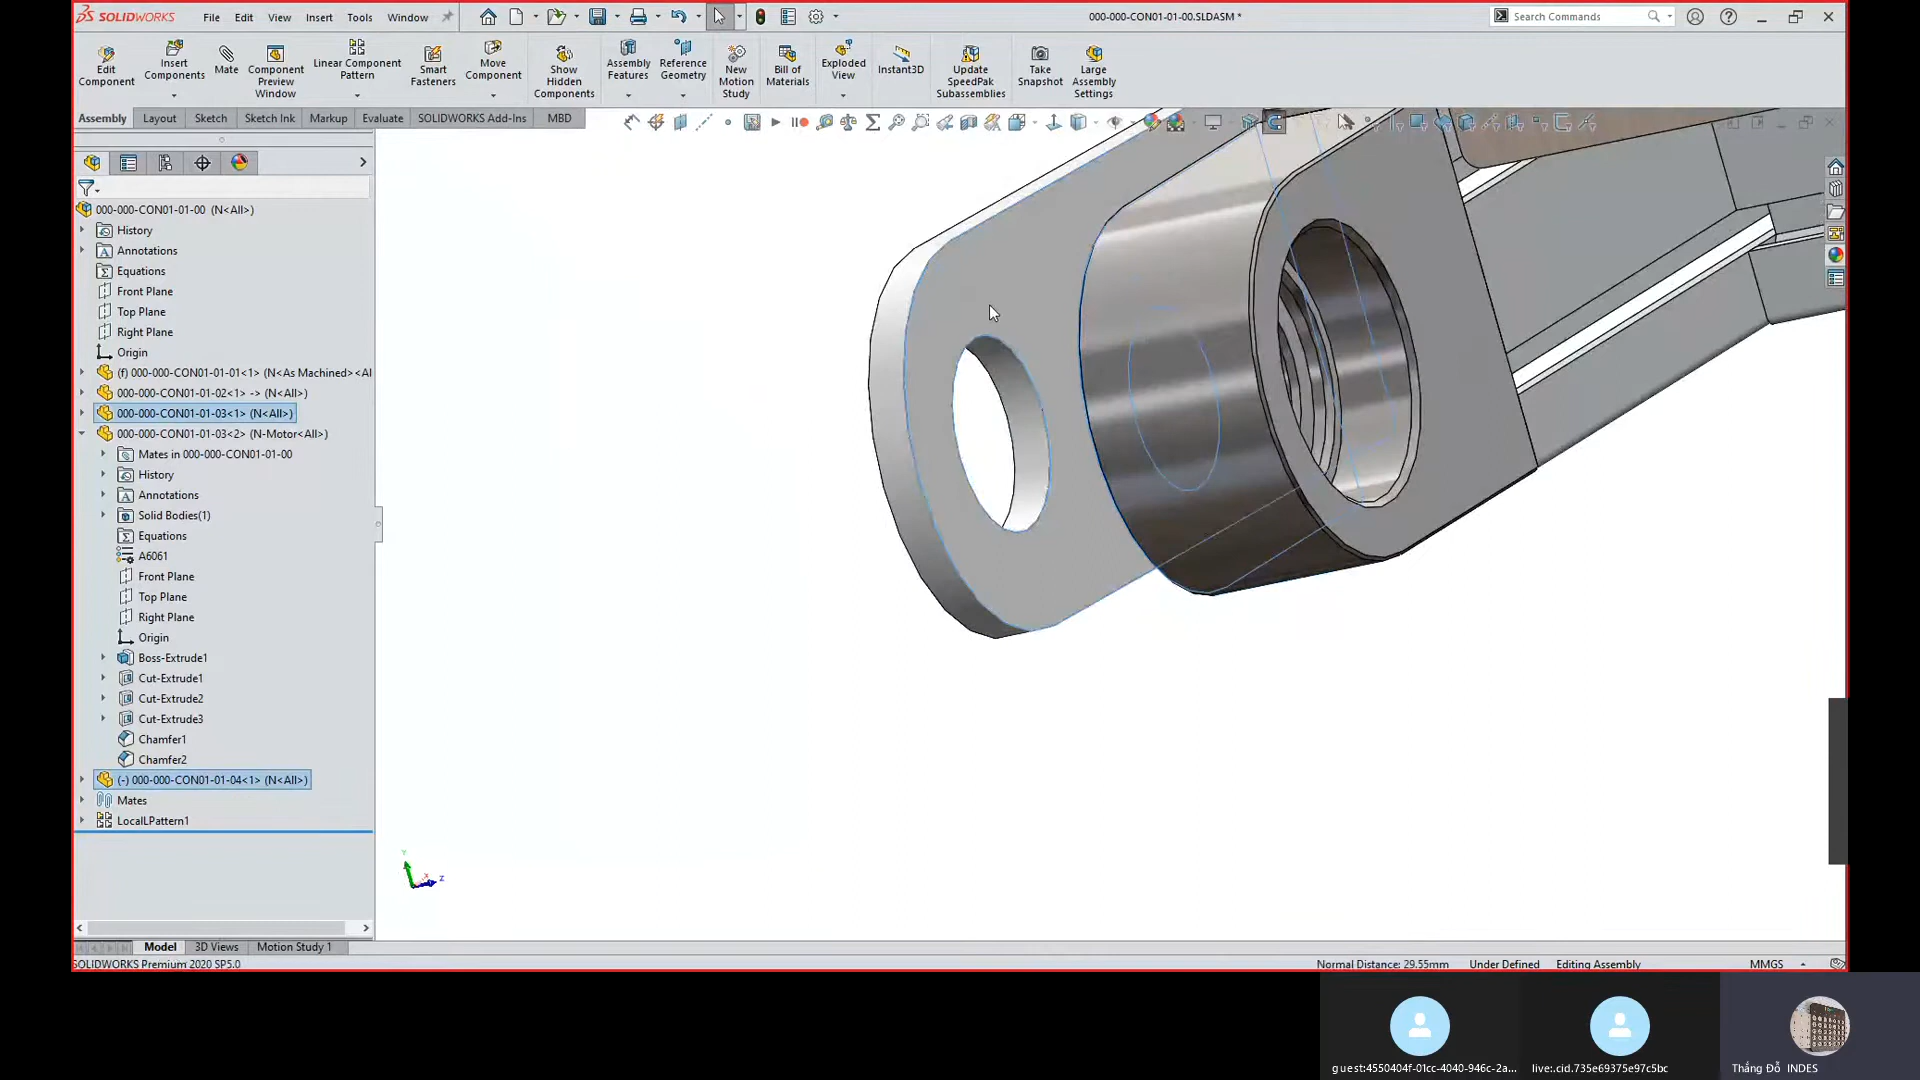 SOLIDWORKS File Edit View Insert Tools Window 000-000-CON01-01-00.SLDASM * Search Commands
Edit Component
Insert Components
Mate
Component Preview Window
Linear Component Pattern
Smart Fasteners
Move Component
Show Hidden Components
Assembly Features
Reference Geometry
New Motion Study
Bill of Materials
Exploded View
Instant3D
Update SpeedPak Subassemblies
Take Snapshot
Large Assembly Settings
Assembly Layout Sketch Sketch Ink Markup Evaluate SOLIDWORKS Add-Ins MBD
000-000-CON01-01-00 (N<All>)
History
Annotations
Equations
Front Plane
Top Plane
Right Plane
Origin
(f) 000-000-CON01-01-01<1> (N<As Machined><Al
000-000-CON01-01-02<1> -> (N<All>)
000-000-CON01-01-03<1> (N<All>)
000-000-CON01-01-03<2> (N-Motor<All>)
Mates in 000-000-CON01-01-00
History
Annotations
Solid Bodies(1)
Equations
A6061
Front Plane
Top Plane
Right Plane
Origin
Boss-Extrude1
Cut-Extrude1
Cut-Extrude2
Cut-Extrude3
Chamfer1
Chamfer2
(-) 000-000-CON01-01-04<1> (N<All>)
Mates
LocalLPattern1
Y
X
Z
Model 3D Views Motion Study 1
SOLIDWORKS Premium 2020 SP5.0 Normal Distance: 29.55mm Under Defined Editing Assembly MMGS
guest:4550404f-01cc-4040-946c-2a... live:.cid.735e69375e97c5bc Thắng Đỗ INDES